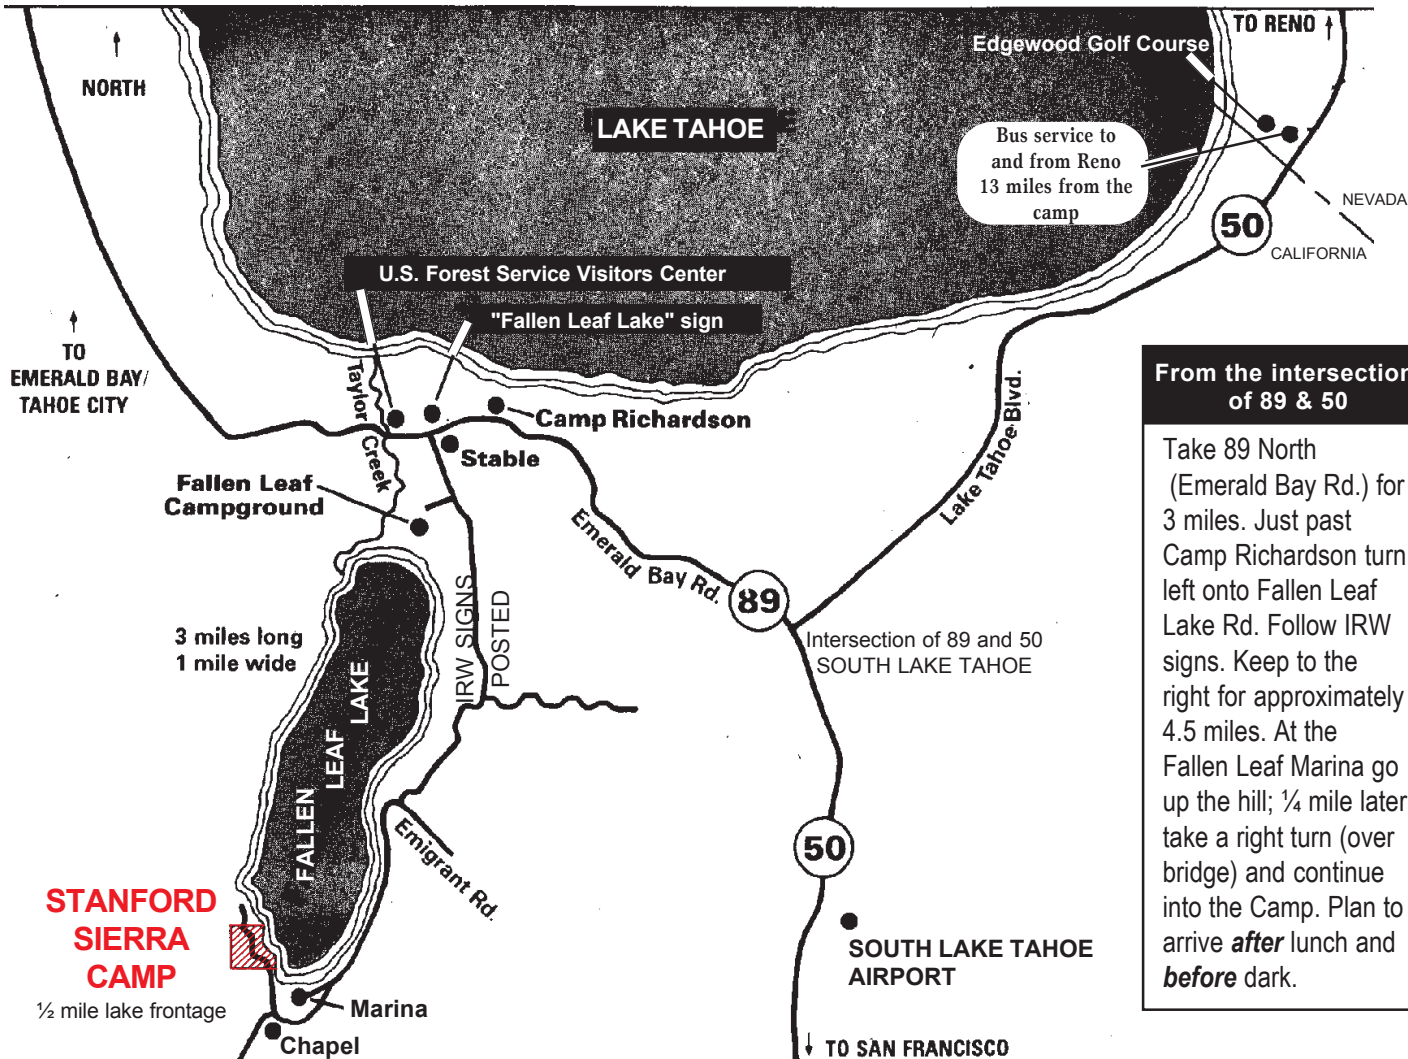 NORTH
TO RENO
Edgewood Golf Course
LAKE TAHOE
Bus service to
and from Reno
13 miles from the
camp
NEVADA
50
CALIFORNIA
U.S. Forest Service Visitors Center
"Fallen Leaf Lake" sign
TO
EMERALD BAY/
TAHOE CITY
Taylor Creek
Camp Richardson
Stable
Fallen Leaf
Campground
Lake Tahoe Blvd.
Emerald Bay Rd.
89
Intersection of 89 and 50
SOUTH LAKE TAHOE
3 miles long
1 mile wide
IRW SIGNS
POSTED
FALLEN LEAF LAKE
Emigrant Rd.
50
STANFORD
SIERRA
CAMP
½ mile lake frontage
Marina
Chapel
SOUTH LAKE TAHOE
AIRPORT
TO SAN FRANCISCO
From the intersection
of 89 & 50
Take 89 North
(Emerald Bay Rd.) for
3 miles. Just past
Camp Richardson turn
left onto Fallen Leaf
Lake Rd. Follow IRW
signs. Keep to the
right for approximately
4.5 miles. At the
Fallen Leaf Marina go
up the hill; ¼ mile later
take a right turn (over
bridge) and continue
into the Camp. Plan to
arrive after lunch and
before dark.